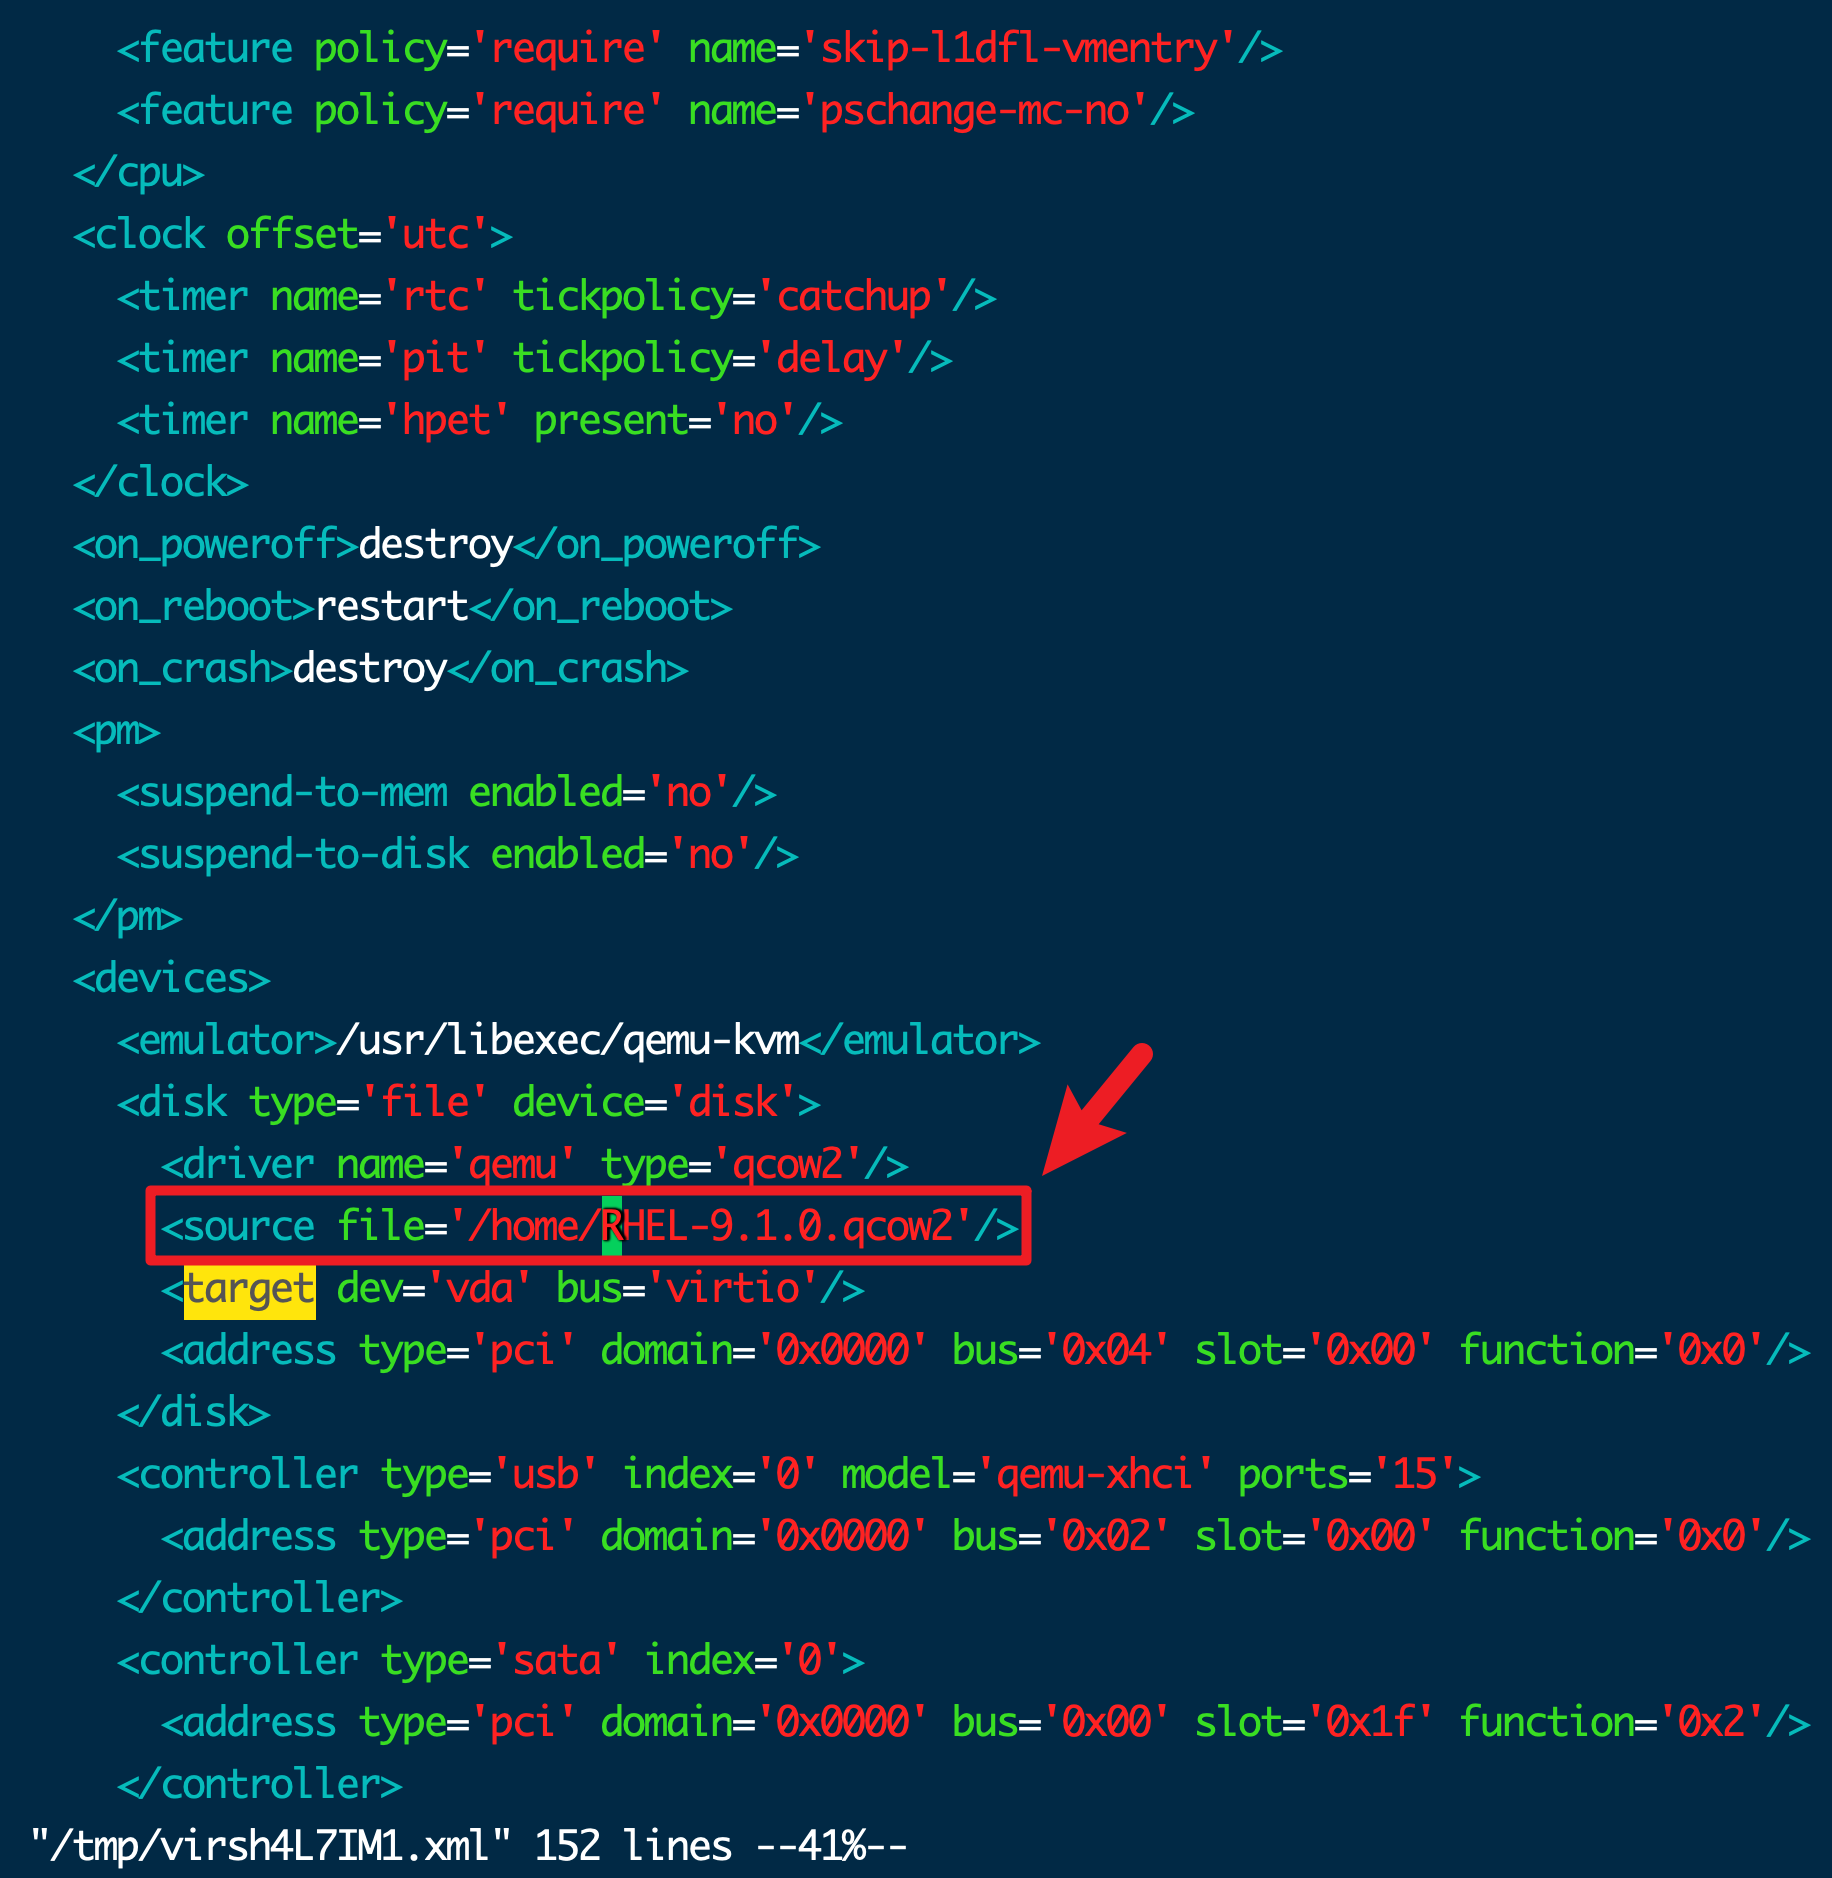 <feature policy='require' name='skip-l1dfl-vmentry'/>
<feature policy='require' name='pschange-mc-no'/>
</cpu>
<clock offset='utc'>
<timer name='rtc' tickpolicy='catchup'/>
<timer name='pit' tickpolicy='delay'/>
<timer name='hpet' present='no'/>
</clock>
<on_poweroff>destroy</on_poweroff>
<on_reboot>restart</on_reboot>
<on_crash>destroy</on_crash>
<pm>
<suspend-to-mem enabled='no'/>
<suspend-to-disk enabled='no'/>
</pm>
<devices>
<emulator>/usr/libexec/qemu-kvm</emulator>
<disk type='file' device='disk'>
<driver name='qemu' type='qcow2'/>
<source file='/home/RHEL-9.1.0.qcow2'/>
<target dev='vda' bus='virtio'/>
<address type='pci' domain='0x0000' bus='0x04' slot='0x00' function='0x0'/>
</disk>
<controller type='usb' index='0' model='qemu-xhci' ports='15'>
<address type='pci' domain='0x0000' bus='0x02' slot='0x00' function='0x0'/>
</controller>
<controller type='sata' index='0'>
<address type='pci' domain='0x0000' bus='0x00' slot='0x1f' function='0x2'/>
</controller>
"/tmp/virsh4L7IM1.xml" 152 lines --41%--